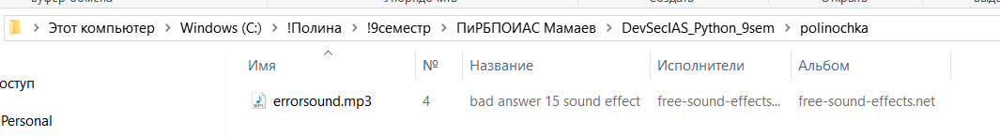 Этот компьютер > Windows (C:) > !Полина > !9семестр > ПиРБПОИАС Мамаев > DevSecIAS_Python_9sem > polinochka
Имя № Название Исполнители Альбом
оступ
errorsound.mp3 4 bad answer 15 sound effect free-sound-effects... free-sound-effects.net
Personal